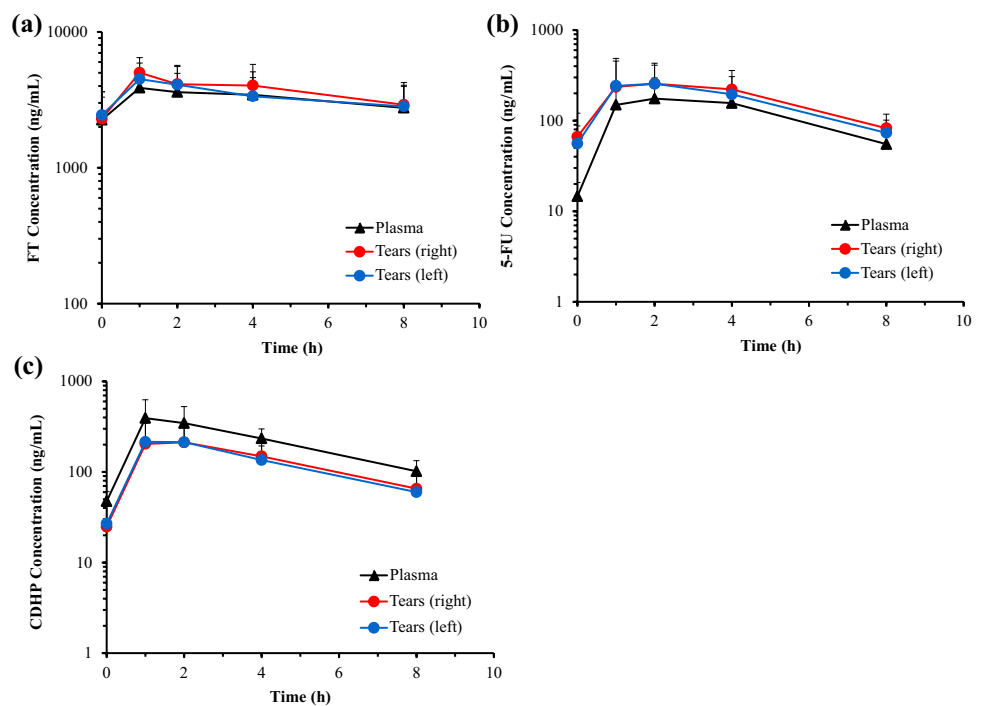 (a)
FT Concentration (ng/mL)
10000
1000
100
0
2
4
6
8
10
Time (h)
Plasma
Tears (right)
Tears (left)
(b)
5-FU Concentration (ng/mL)
1000
100
10
1
0
2
4
6
8
10
Time (h)
Plasma
Tears (right)
Tears (left)
(c)
CDHP Concentration (ng/mL)
1000
100
10
1
0
2
4
6
8
10
Time (h)
Plasma
Tears (right)
Tears (left)